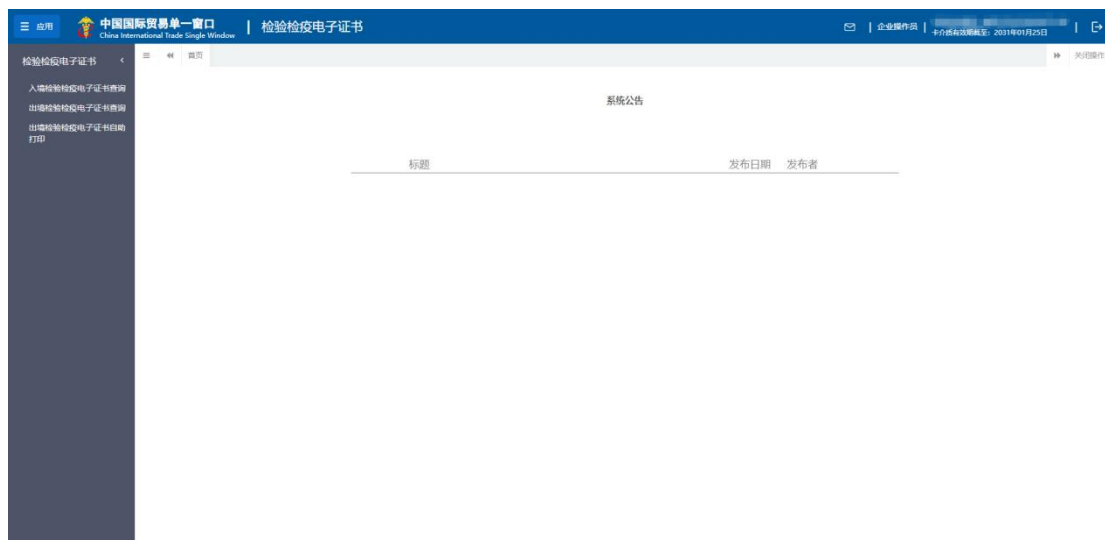 应用
中国国际贸易单一窗口
China International Trade Single Window
检验检疫电子证书
企业操作员
卡介质有效期截至：2031年01月25日
检验检疫电子证书
首页
关闭操作
入境检验检疫电子证书查询
出境检验检疫电子证书查询
出境检验检疫电子证书自助
打印
系统公告
标题
发布日期
发布者